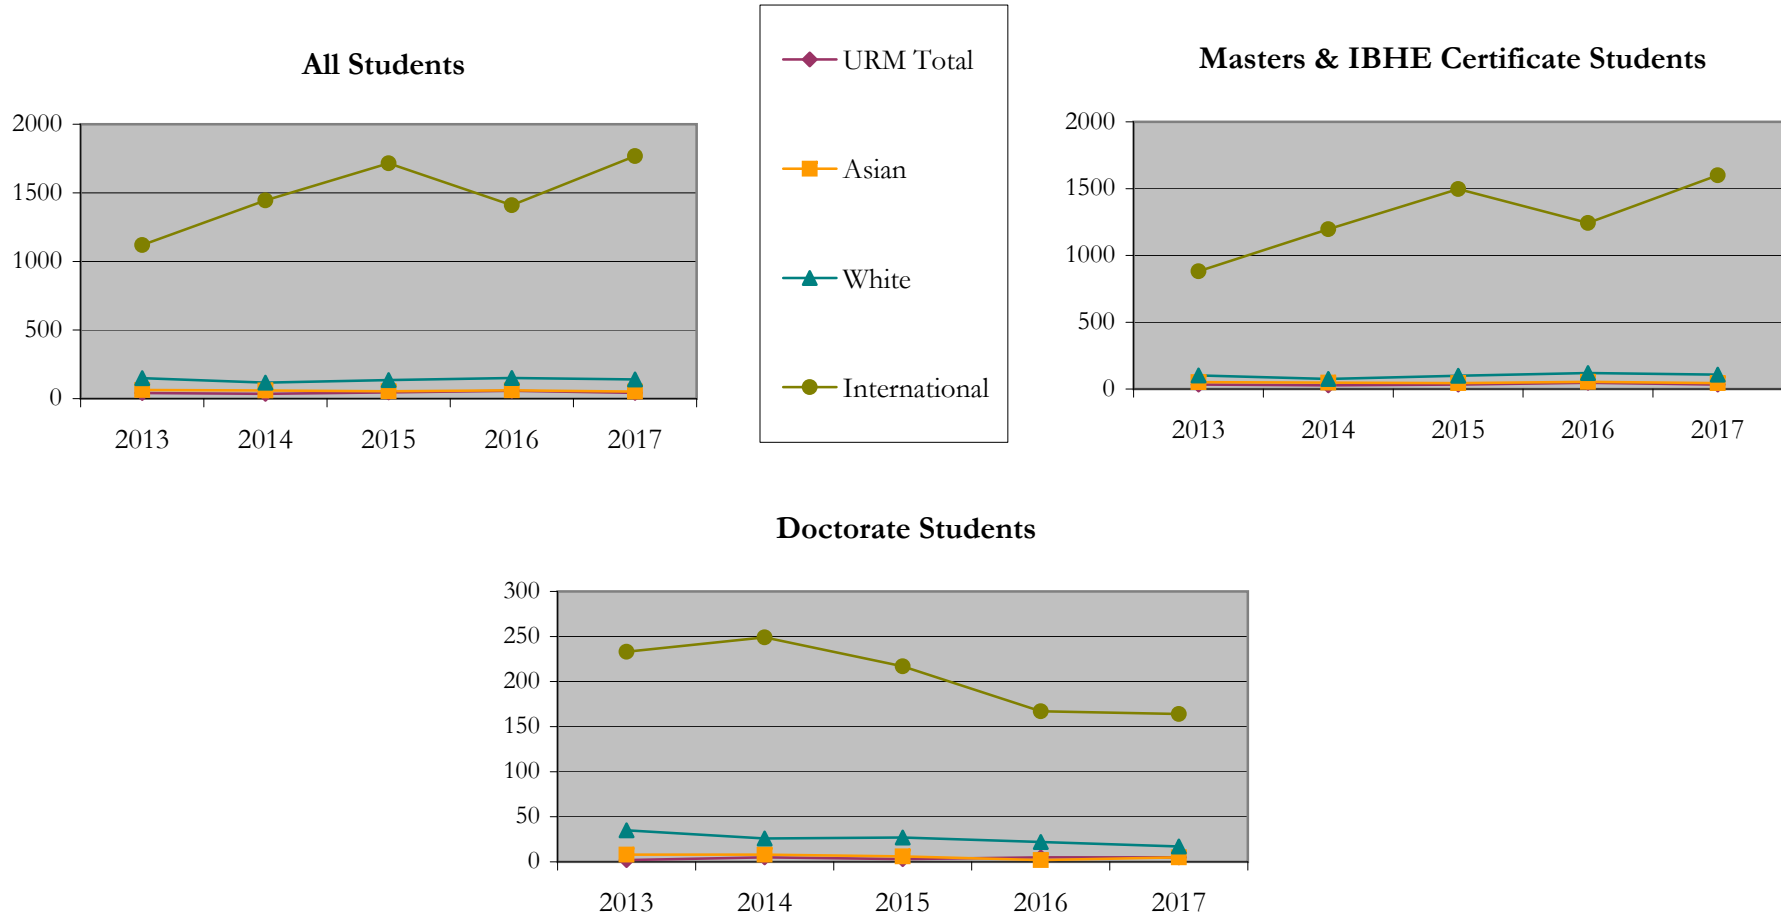 All Students
2000
1500
1000
500
0
2013 2014 2015 2016 2017
URM Total
Asian
White
International
Masters & IBHE Certificate Students
2000
1500
1000
500
0
2013 2014 2015 2016 2017
Doctorate Students
300
250
200
150
100
50
0
2013 2014 2015 2016 2017